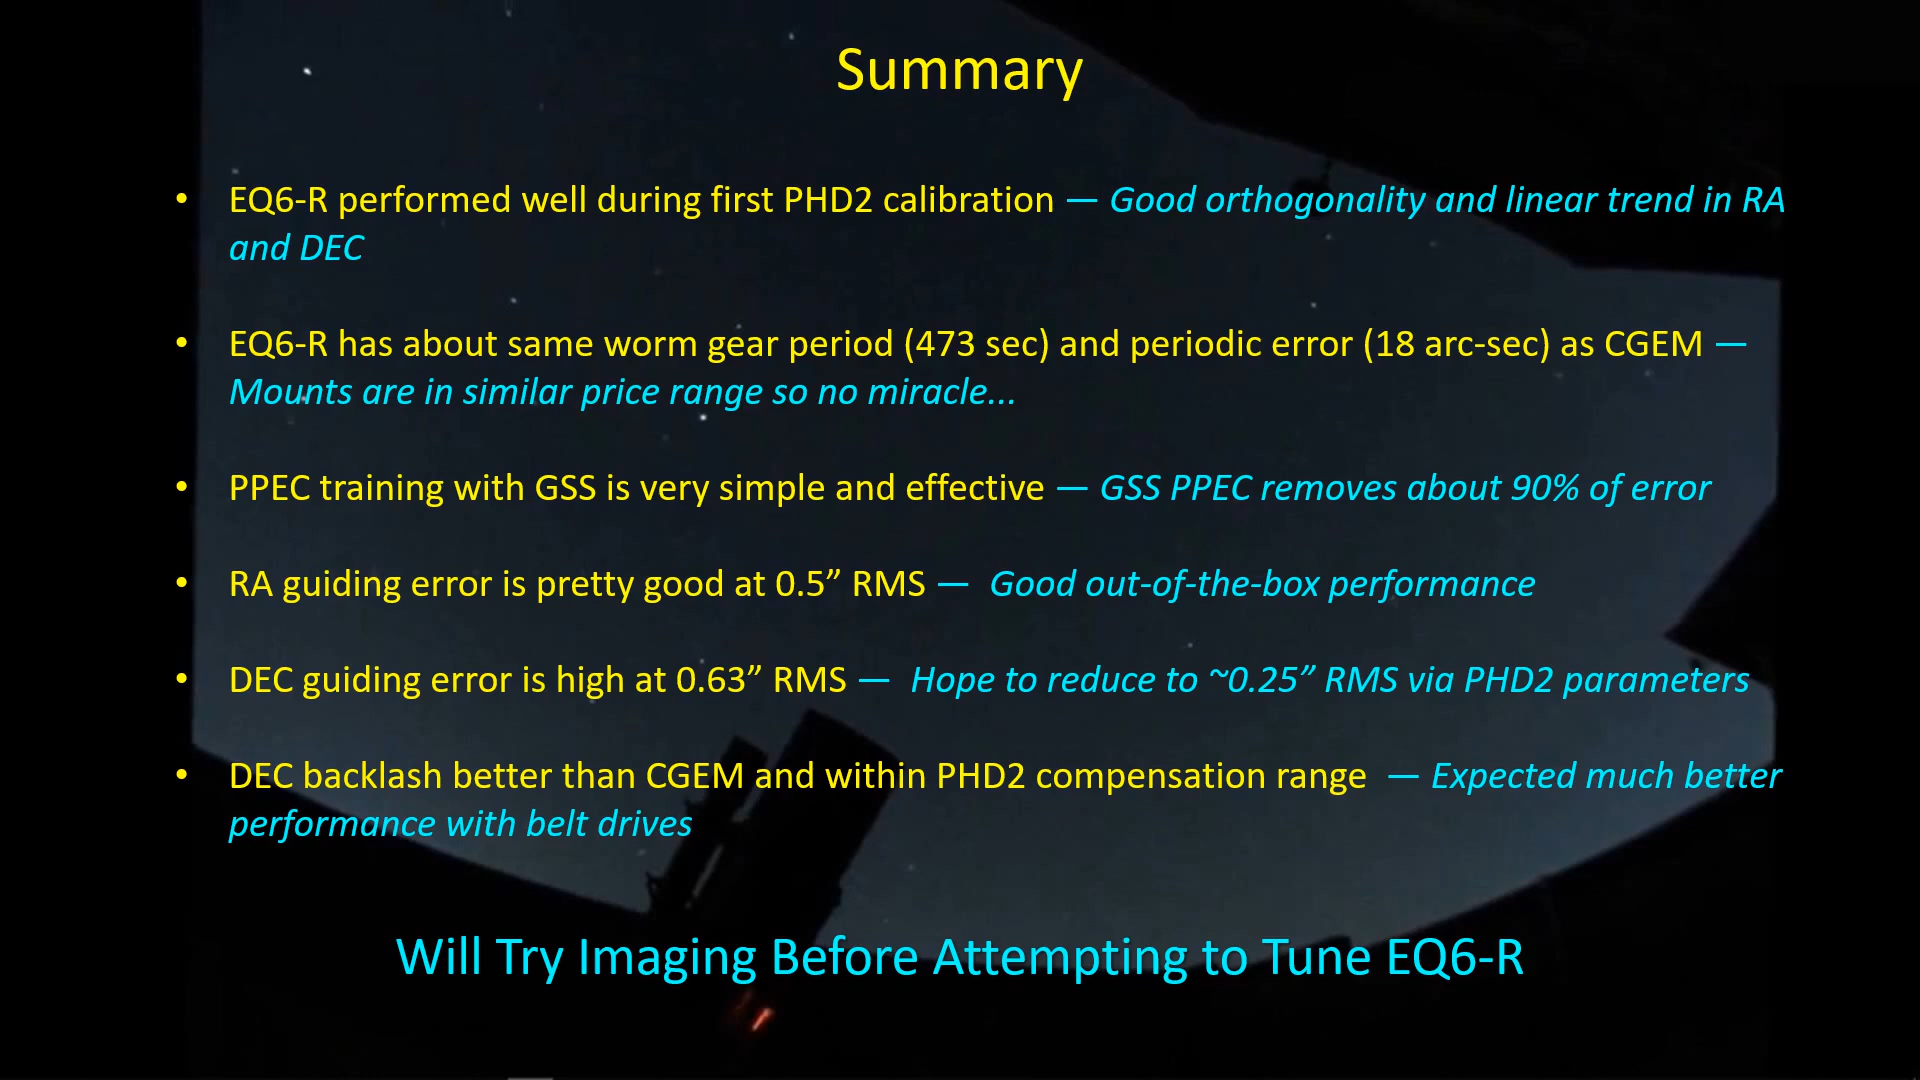 Summary
• EQ6-R performed well during first PHD2 calibration — Good orthogonality and linear trend in RA
and DEC
• EQ6-R has about same worm gear period (473 sec) and periodic error (18 arc-sec) as CGEM —
Mounts are in similar price range so no miracle...
• PPEC training with GSS is very simple and effective — GSS PPEC removes about 90% of error
• RA guiding error is pretty good at 0.5” RMS — Good out-of-the-box performance
• DEC guiding error is high at 0.63” RMS — Hope to reduce to ~0.25” RMS via PHD2 parameters
• DEC backlash better than CGEM and within PHD2 compensation range — Expected much better
performance with belt drives
Will Try Imaging Before Attempting to Tune EQ6-R